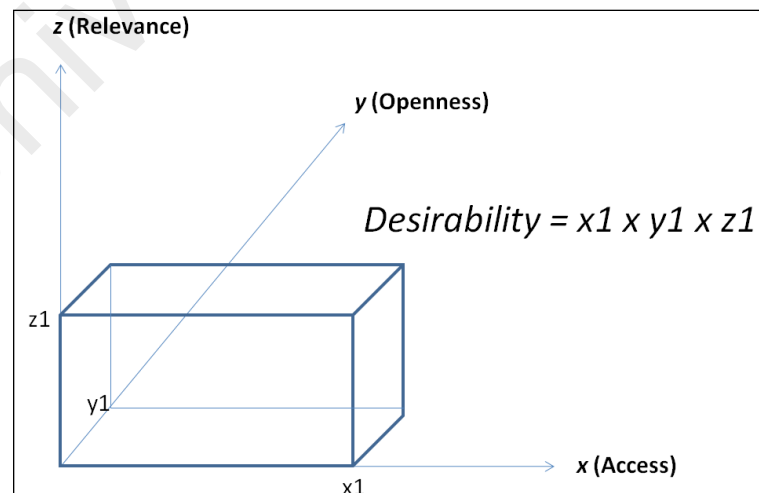 z (Relevance)
y (Openness)
Desirability = x1 x y1 x z1
z1
y1
x (Access)
x1